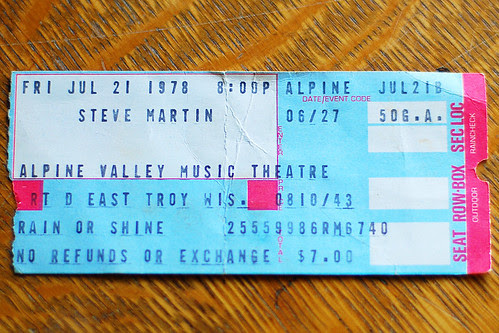 FRI JUL 21 1978 8:00P ALPINE JUL21B
DATE/EVENT CODE
STEVE MARTIN 06/27 50G.A.
ALPINE VALLEY MUSIC THEATRE
RT D EAST TROY WIS. 0810/43
RAIN OR SHINE 25559986RM6740
NO REFUNDS OR EXCHANGE $7.00
SEAT ROW/BOX SEC LOC
OUTDOOR RAINCHECK